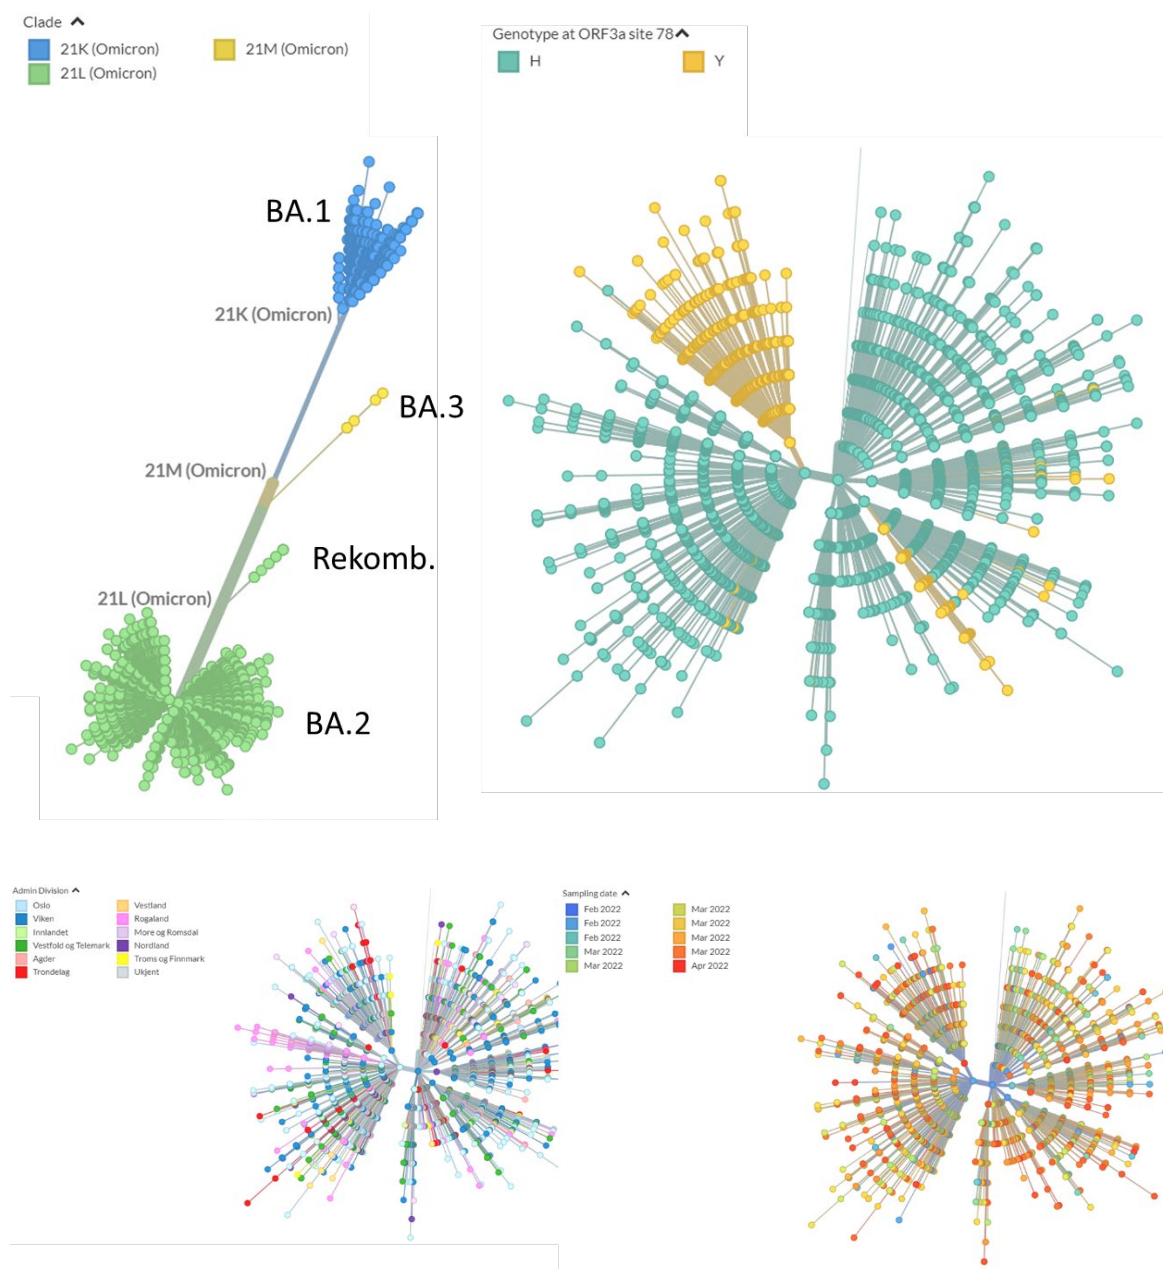 Clade
21K (Omicron) 21M (Omicron)
21L (Omicron)
BA.1
21K (Omicron)
BA.3
21M (Omicron)
Rekomb.
21L (Omicron)
BA.2
Genotype at ORF3a site 78
H Y
Admin Division
Oslo Vestland
Viken Rogaland
Innlandet More og Romsdal
Vestfold og Telemark Nordland
Agder Troms og Finnmark
Trondelag Ukjent
Sampling date
Feb 2022 Mar 2022
Feb 2022 Mar 2022
Feb 2022 Mar 2022
Mar 2022 Mar 2022
Mar 2022 Apr 2022